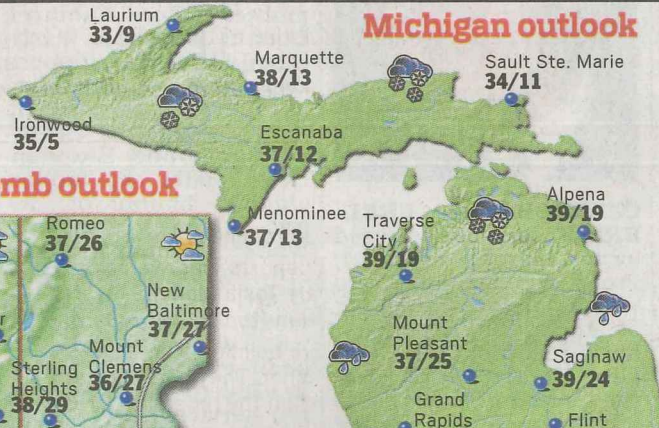 Michigan outlook
Laurium
33/9
Marquette
38/13
Sault Ste. Marie
34/11
Ironwood
35/5
Escanaba
37/12
Menominee
37/13
Alpena
39/19
Traverse
City
39/19
Mount
Pleasant
37/25
Saginaw
39/24
Grand
Rapids
Flint
mb outlook
Romeo
37/26
New
Baltimore
37/27
Mount
Clemens
36/27
Sterling
Heights
38/29
r